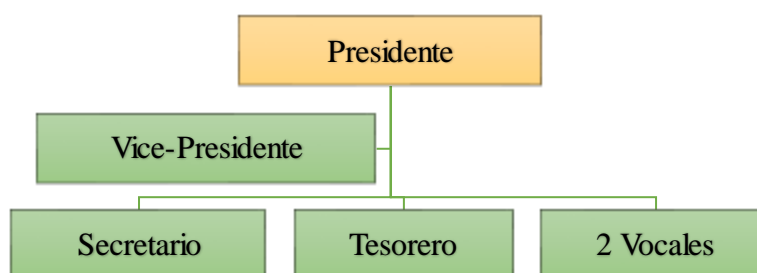 Presidente
Vice-Presidente
Secretario
Tesorero
2 Vocales